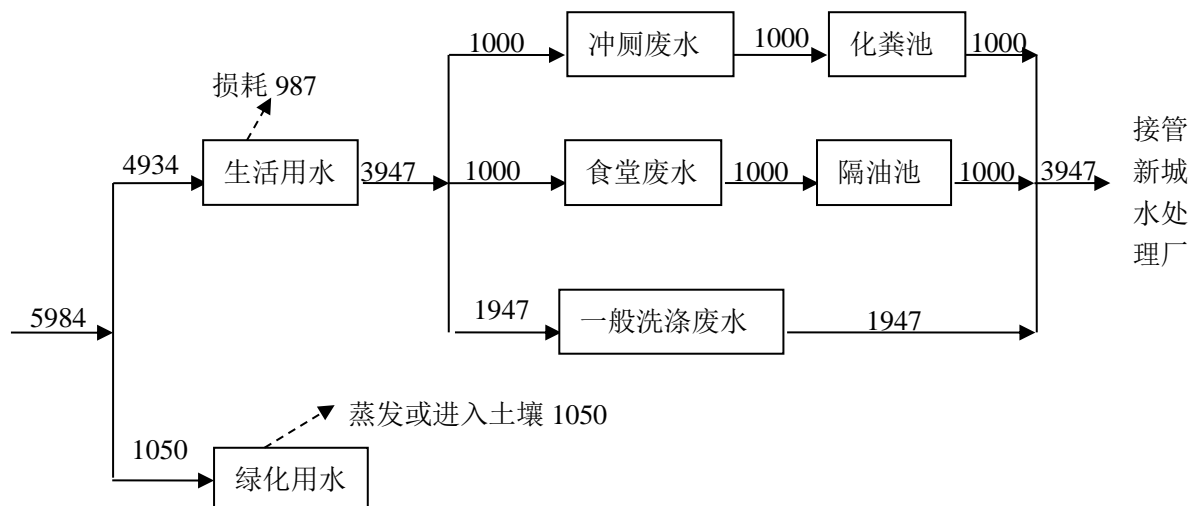 1000
冲厕废水
1000
化粪池
1000
损耗 987
4934
生活用水
3947
1000
食堂废水
1000
隔油池
1000
3947
接管
新城
水处
理厂
5984
1947
一般洗涤废水
1947
蒸发或进入土壤 1050
1050
绿化用水